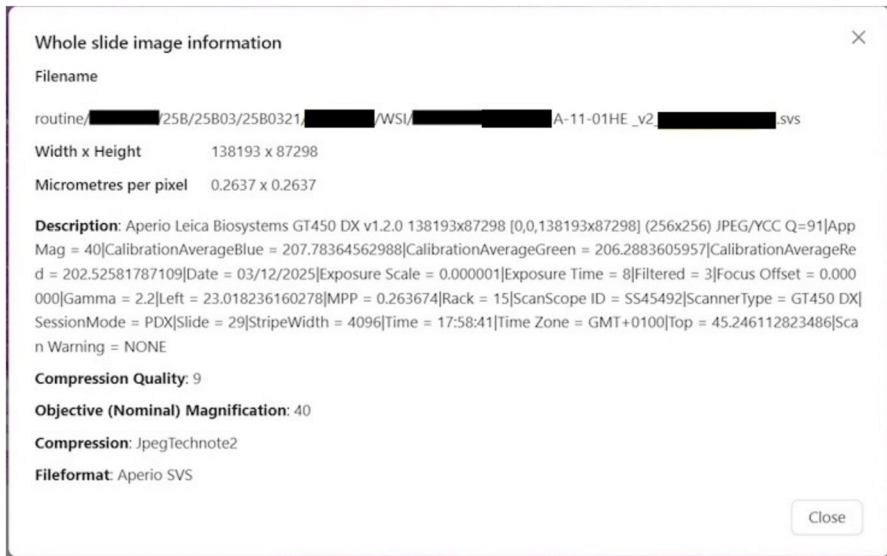 Whole slide image information
Filename
routine/ /25B/25B03/25B0321/ /WSI/ A-11-01HE _v2_ .svs
Width x Height 138193 x 87298
Micrometres per pixel 0.2637 x 0.2637
Description: Aperio Leica Biosystems GT450 DX v1.2.0 138193x87298 [0,0,138193x87298] (256x256) JPEG/YCC Q=91|App
Mag = 40|CalibrationAverageBlue = 207.78364562988|CalibrationAverageGreen = 206.2883605957|CalibrationAverageRe
d = 202.52581787109|Date = 03/12/2025|Exposure Scale = 0.000001|Exposure Time = 8|Filtered = 3|Focus Offset = 0.000
000|Gamma = 2.2|Left = 23.018236160278|MPP = 0.263674|Rack = 15|ScanScope ID = SS45492|ScannerType = GT450 DX|
SessionMode = PDX|Slide = 29|StripeWidth = 4096|Time = 17:58:41|Time Zone = GMT+0100|Top = 45.246112823486|Sca
n Warning = NONE
Compression Quality: 9
Objective (Nominal) Magnification: 40
Compression: JpegTechnote2
Fileformat: Aperio SVS
Close